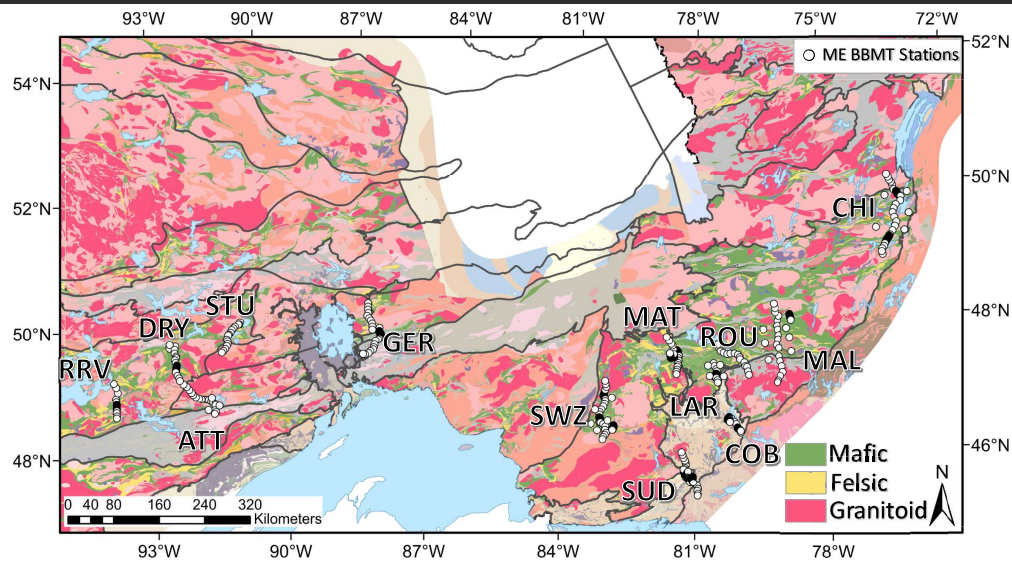 93°W 90°W 87°W 84°W 81°W 78°W 75°W 72°W
ME BBMT Stations
52°N
54°N
50°N
52°N
CHI
STU
48°N
DRY
MAT
50°N
GER
ROU
MAL
RRV
LAR
SWZ
ATT
COB
46°N
48°N
Mafic
SUD
Felsic
N
Granitoid
0 40 80 160 240 320
Kilometers
93°W 90°W 87°W 84°W 81°W 78°W